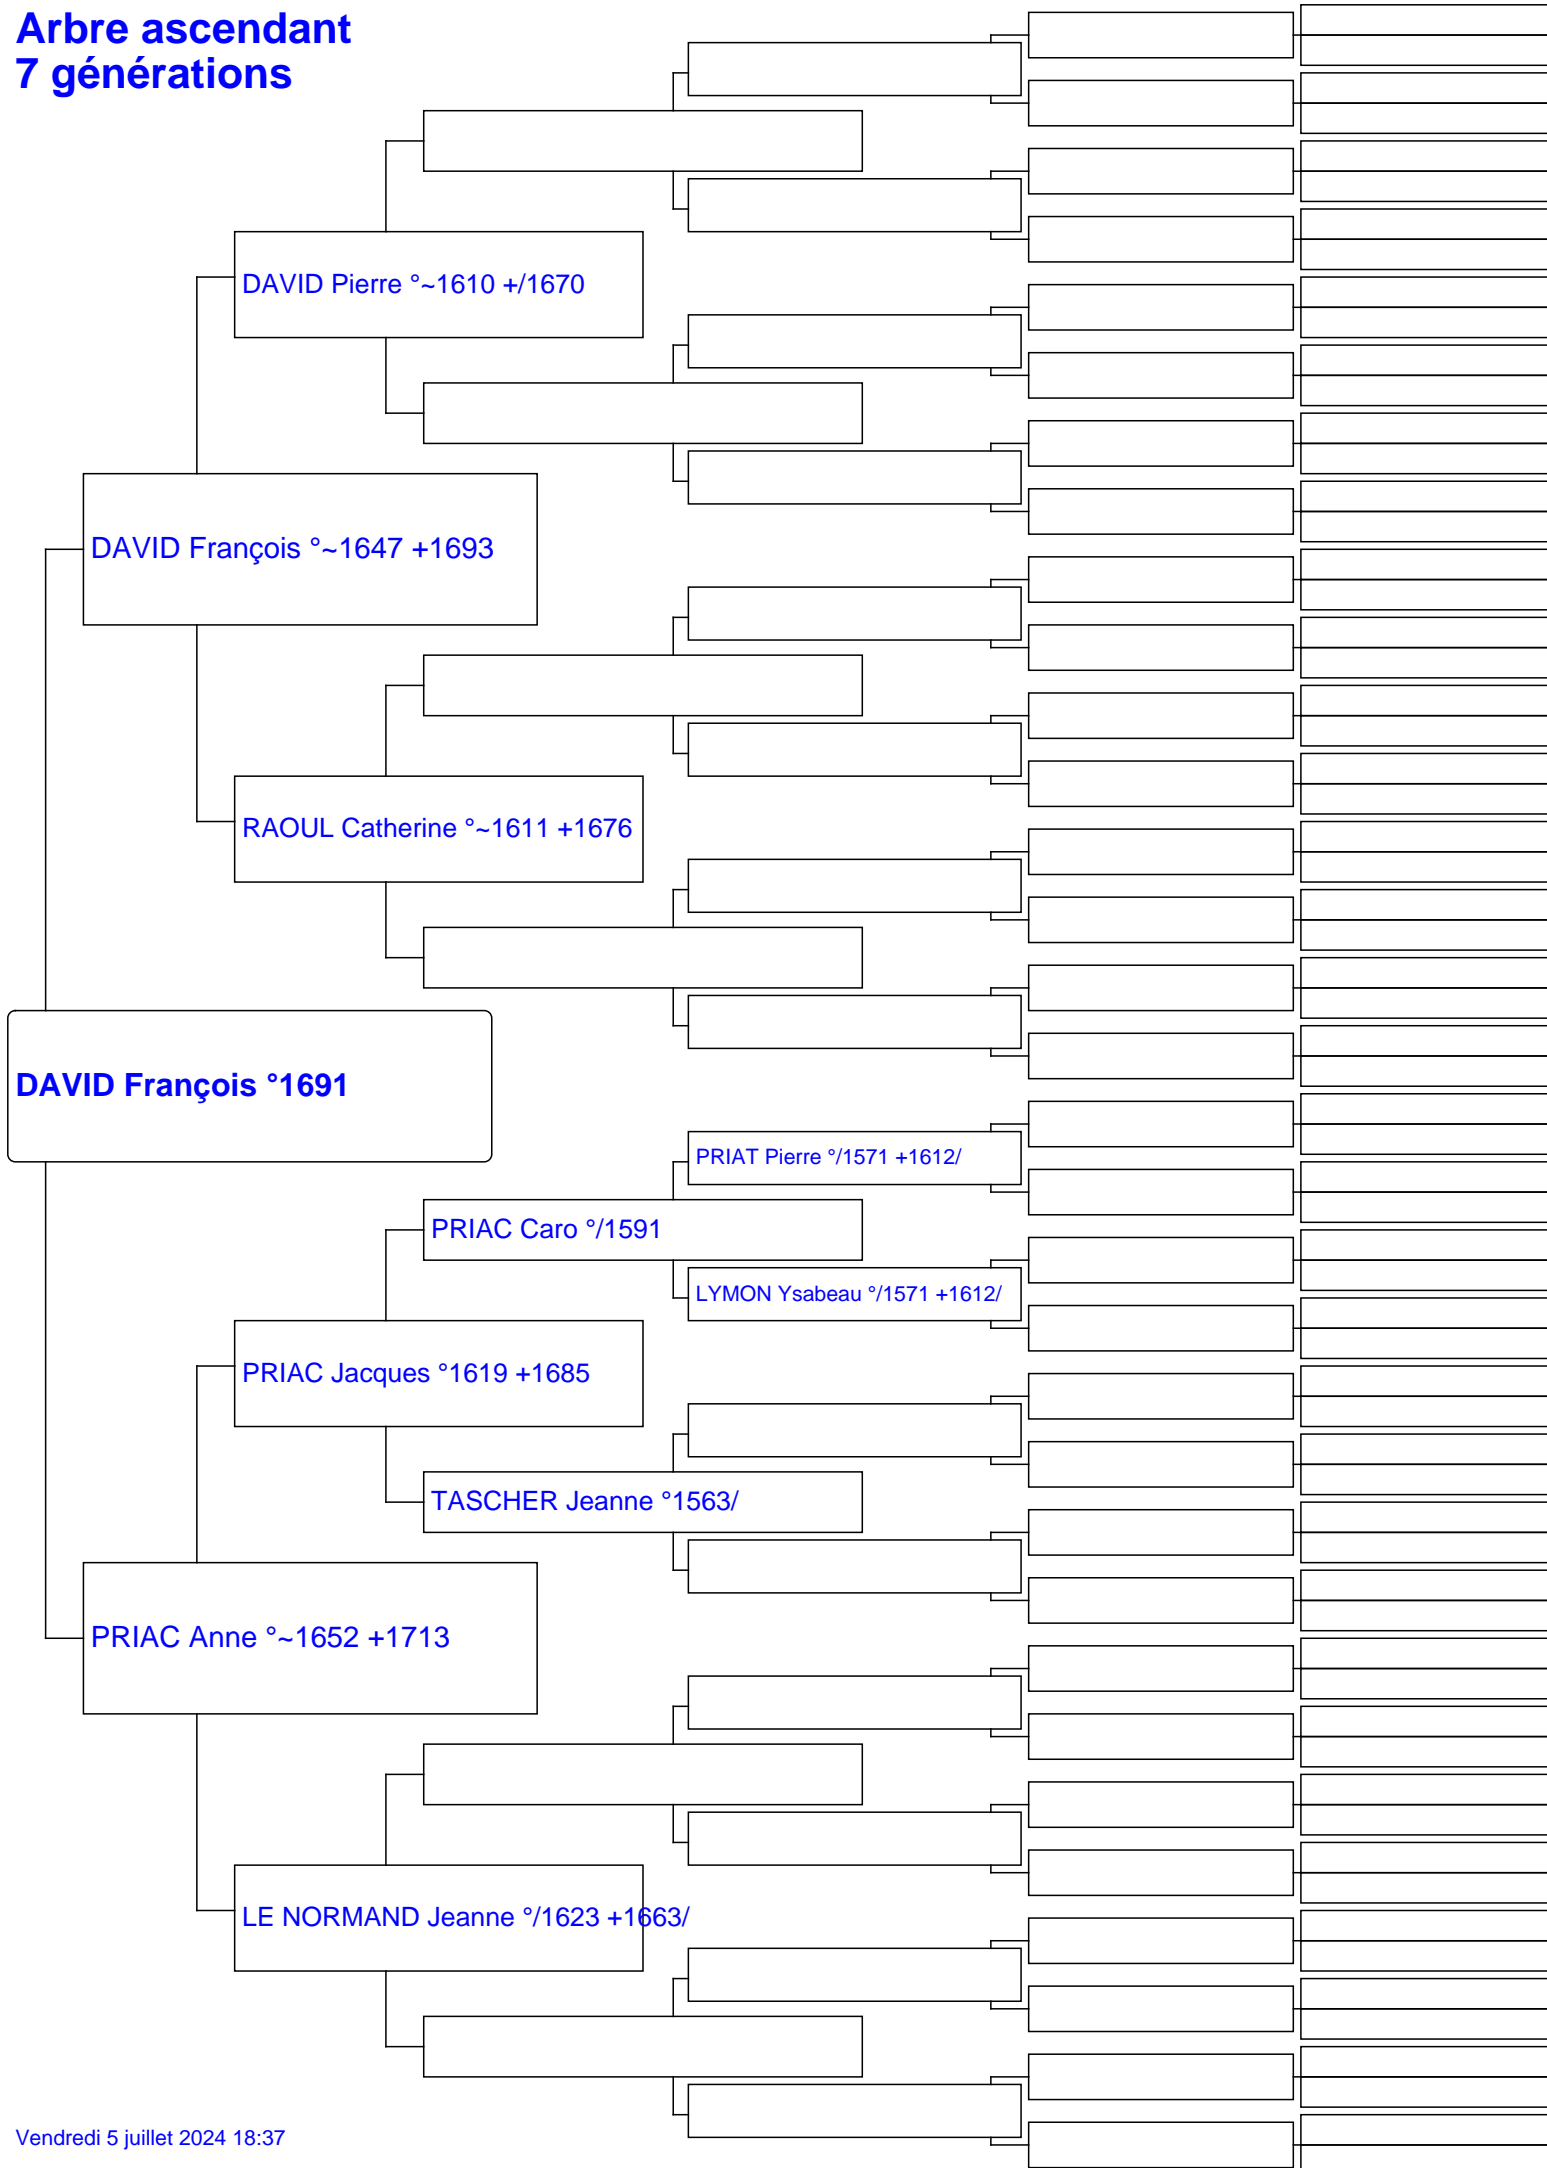 Arbre ascendant
7 générations
DAVID Pierre °~1610 +/1670
DAVID François °~1647 +1693
RAOUL Catherine °~1611 +1676
DAVID François °1691
PRIAT Pierre °/1571 +1612/
PRIAC Caro °/1591
LYMON Ysabeau °/1571 +1612/
PRIAC Jacques °1619 +1685
TASCHER Jeanne °1563/
PRIAC Anne °~1652 +1713
LE NORMAND Jeanne °/1623 +1663/
Vendredi 5 juillet 2024 18:37